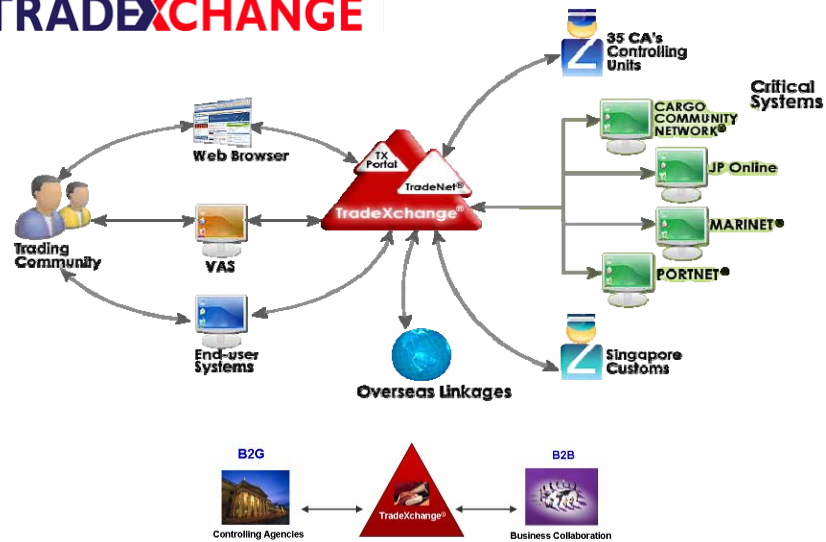 TRADEXCHANGE
35 CA's
Controlling
Units
Critical
Systems
CARGO
COMMUNITY
NETWORK®
Web Browser
TX
Portal
TradeNet®
JP Online
TradeXchange®
MARINET®
Trading
Community
VAS
PORTNET®
End-user
Systems
Singapore
Customs
Overseas Linkages
B2G
B2B
TradeXchange®
Controlling Agencies
Business Collaboration